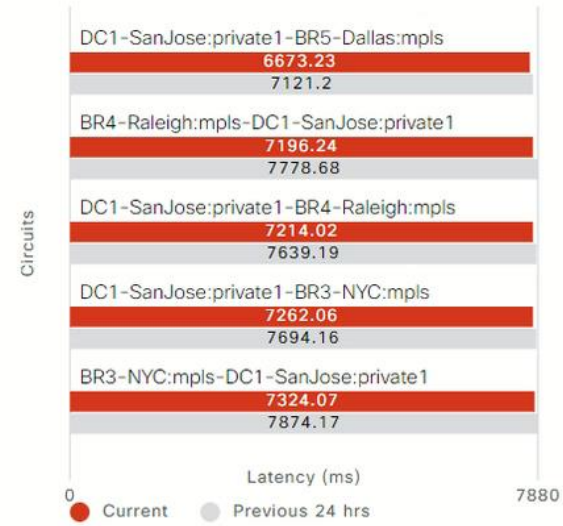 DC1-SanJose:private1-BR5-Dallas:mpls
6673.23
7121.2
BR4-Raleigh:mpls-DC1-SanJose:private1
7196.24
7778.68
DC1-SanJose:private1-BR4-Raleigh:mpls
7214.02
7639.19
DC1-SanJose:private1-BR3-NYC:mpls
7262.06
7694.16
BR3-NYC:mpls-DC1-SanJose:private1
7324.07
7874.17
Circuits
Latency (ms)
0
7880
Current
Previous 24 hrs